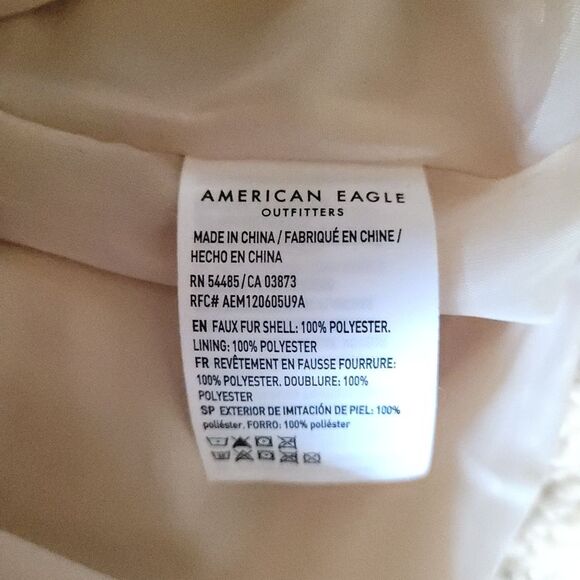 AMERICAN EAGLE
OUTFITTERS
MADE IN CHINA / FABRIQUÉ EN CHINE /
HECHO EN CHINA
RN 54485 / CA 03873
RFC# AEM120605U9A
EN FAUX FUR SHELL: 100% POLYESTER.
LINING: 100% POLYESTER
FR REVÊTEMENT EN FAUSSE FOURRURE:
100% POLYESTER. DOUBLURE: 100%
POLYESTER
SP EXTERIOR DE IMITACIÓN DE PIEL: 100%
poliéster. FORRO: 100% poliéster